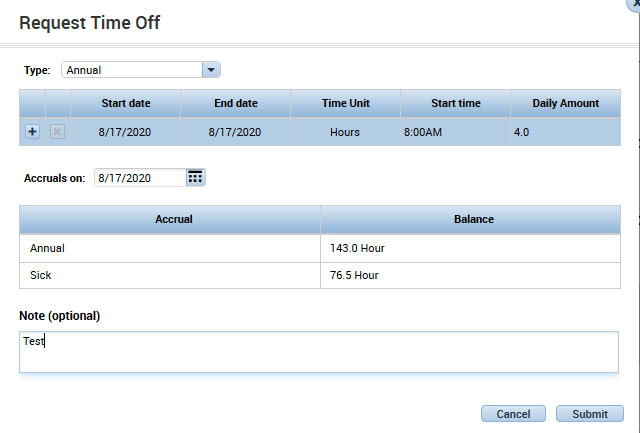 Request Time Off
Type: Annual
Start date End date Time Unit Start time Daily Amount
8/17/2020 8/17/2020 Hours 8:00AM 4.0
Accruals on: 8/17/2020
Accrual Balance
Annual 143.0 Hour
Sick 76.5 Hour
Note (optional)
Test
Cancel Submit